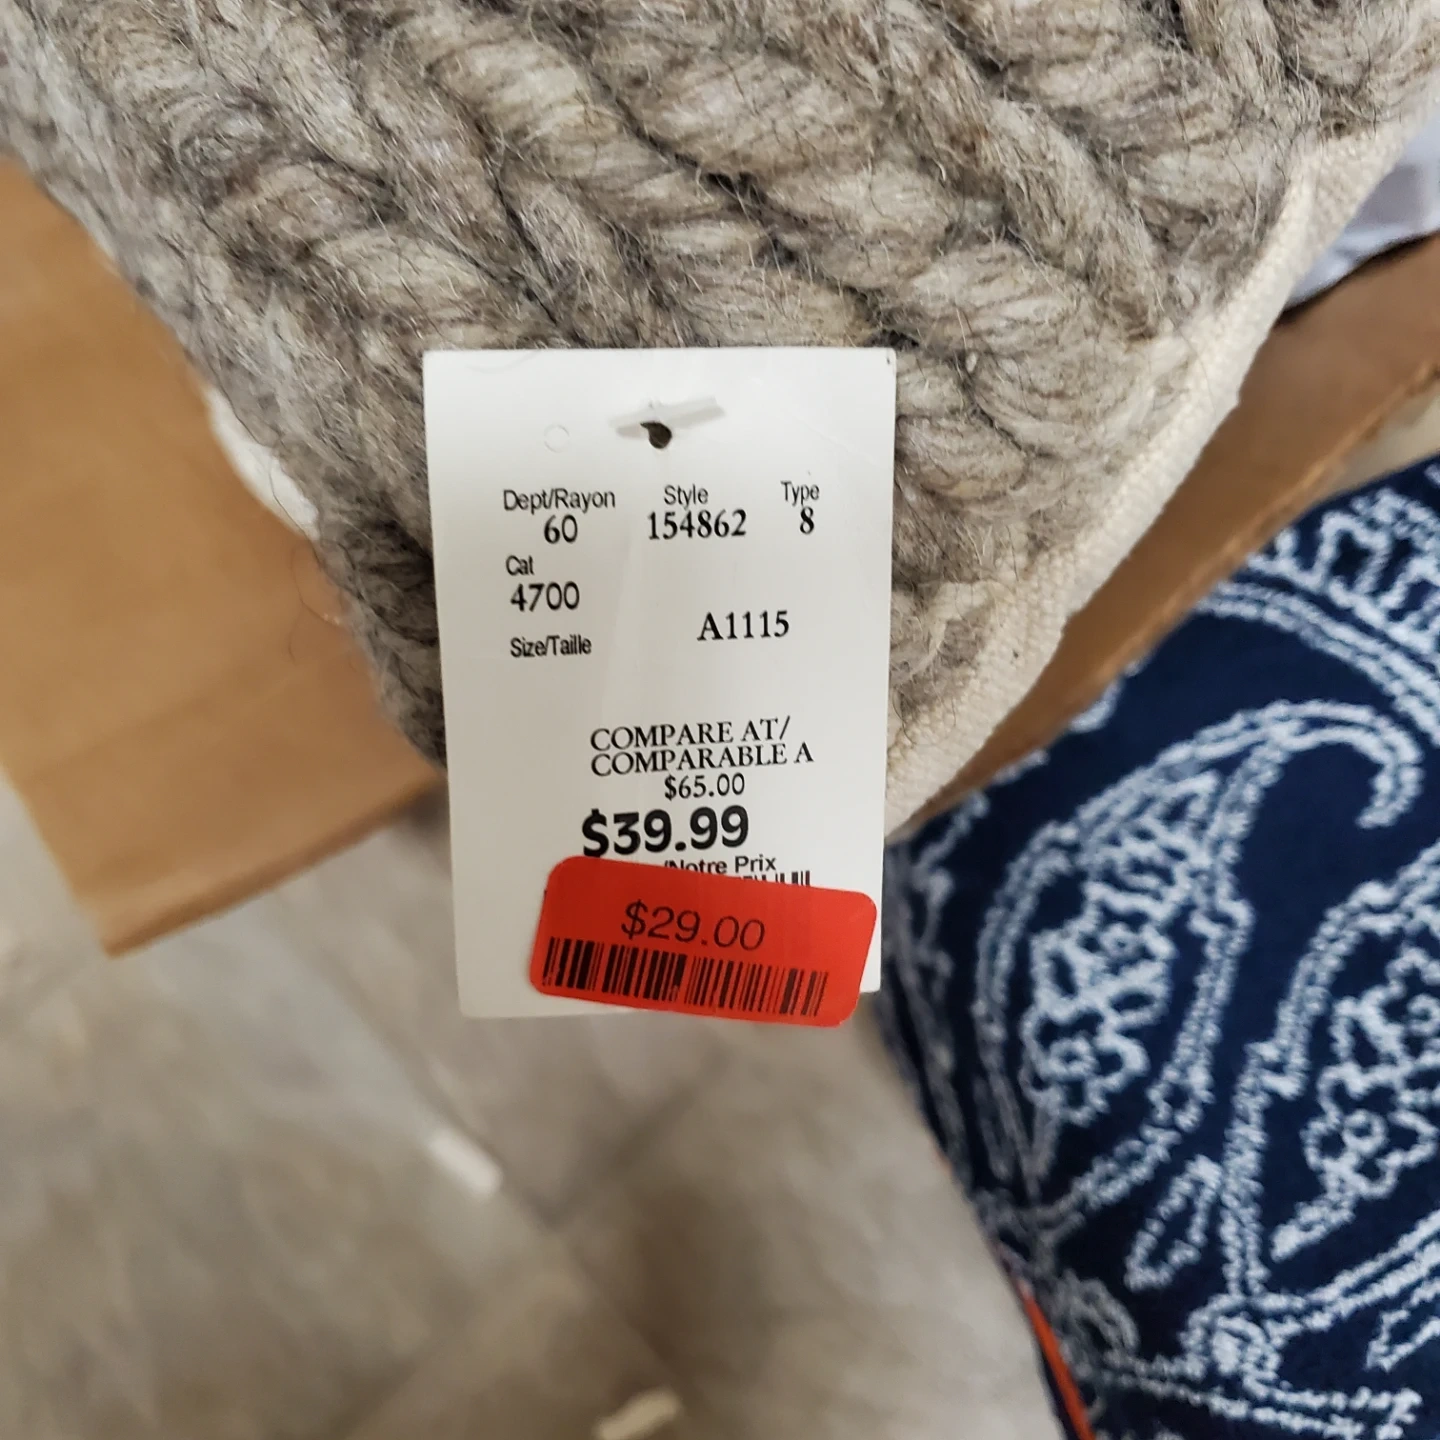 Dept/Rayon Style Type
60 154862 8
Cat
4700
A1115
Size/Taille
COMPARE AT/
COMPARABLE A
$65.00
$39.99
/Notre Prix
$29.00